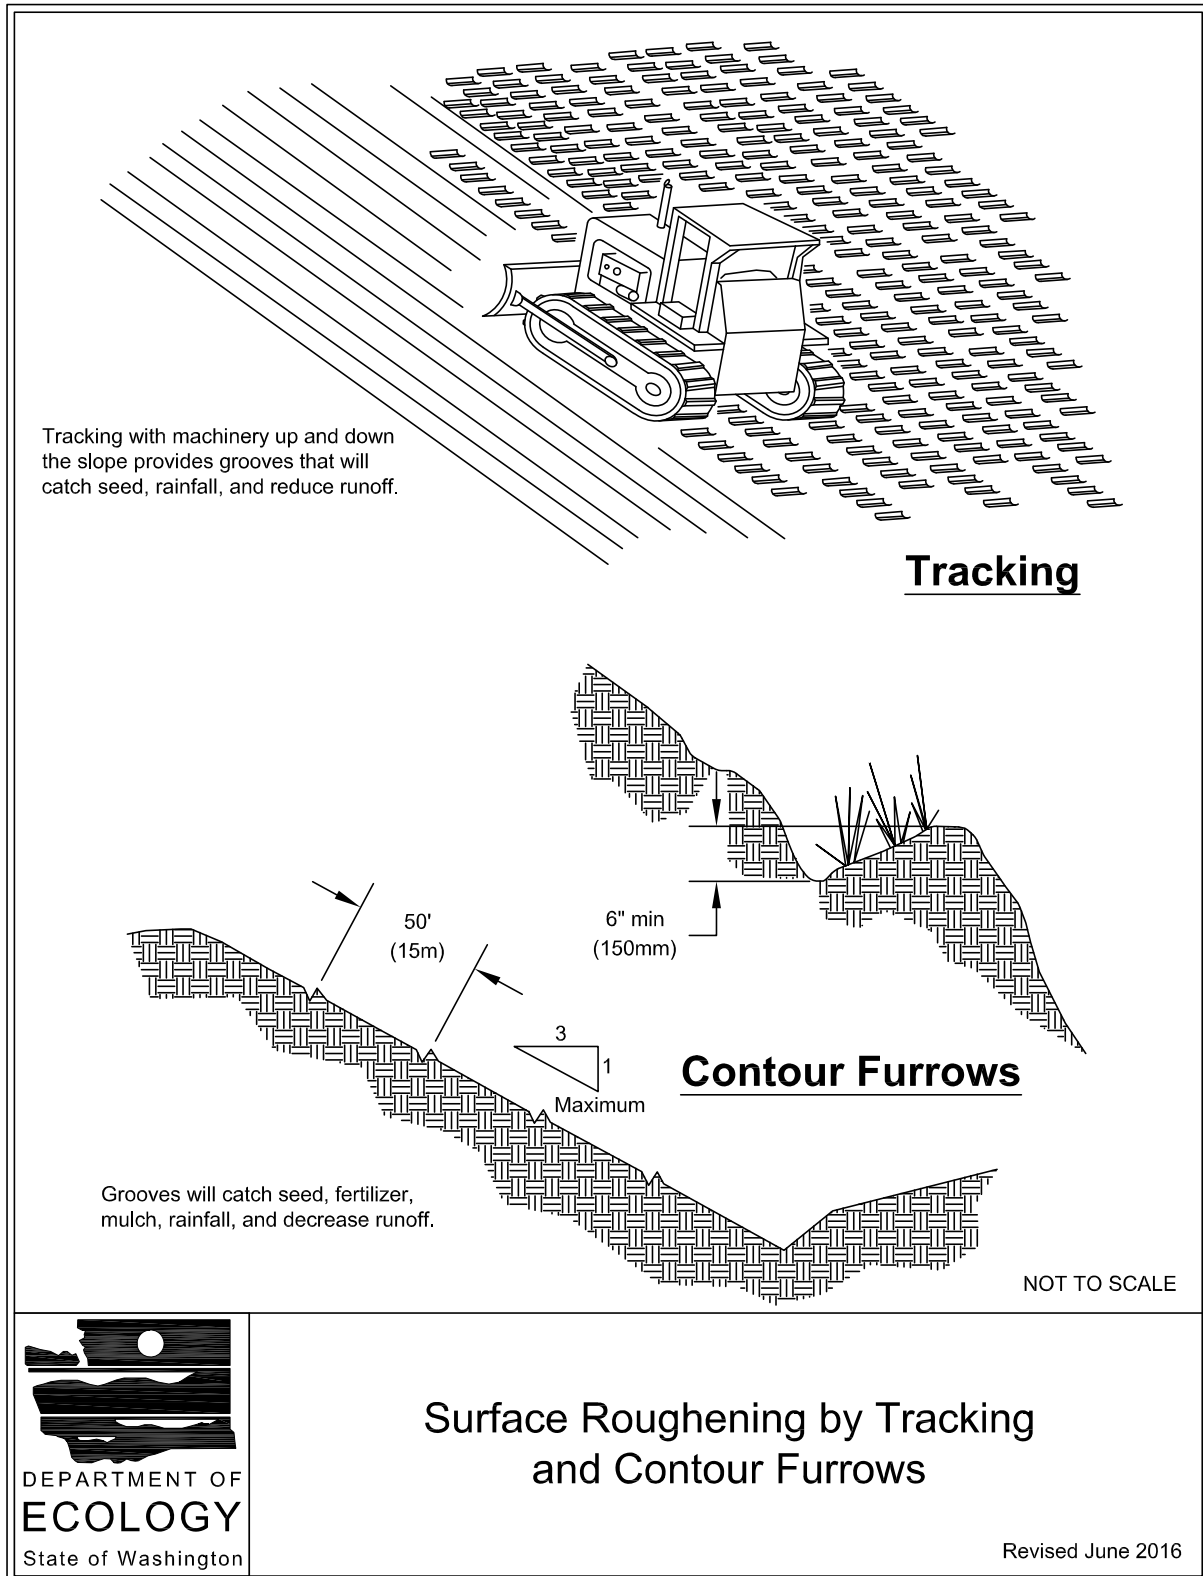 Tracking with machinery up and down
the slope provides grooves that will
catch seed, rainfall, and reduce runoff.
Tracking
6" min
(150mm)
50'
(15m)
3
1
Maximum
Contour Furrows
Grooves will catch seed, fertilizer,
mulch, rainfall, and decrease runoff.
NOT TO SCALE
DEPARTMENT OF
ECOLOGY
State of Washington
Surface Roughening by Tracking
and Contour Furrows
Revised June 2016